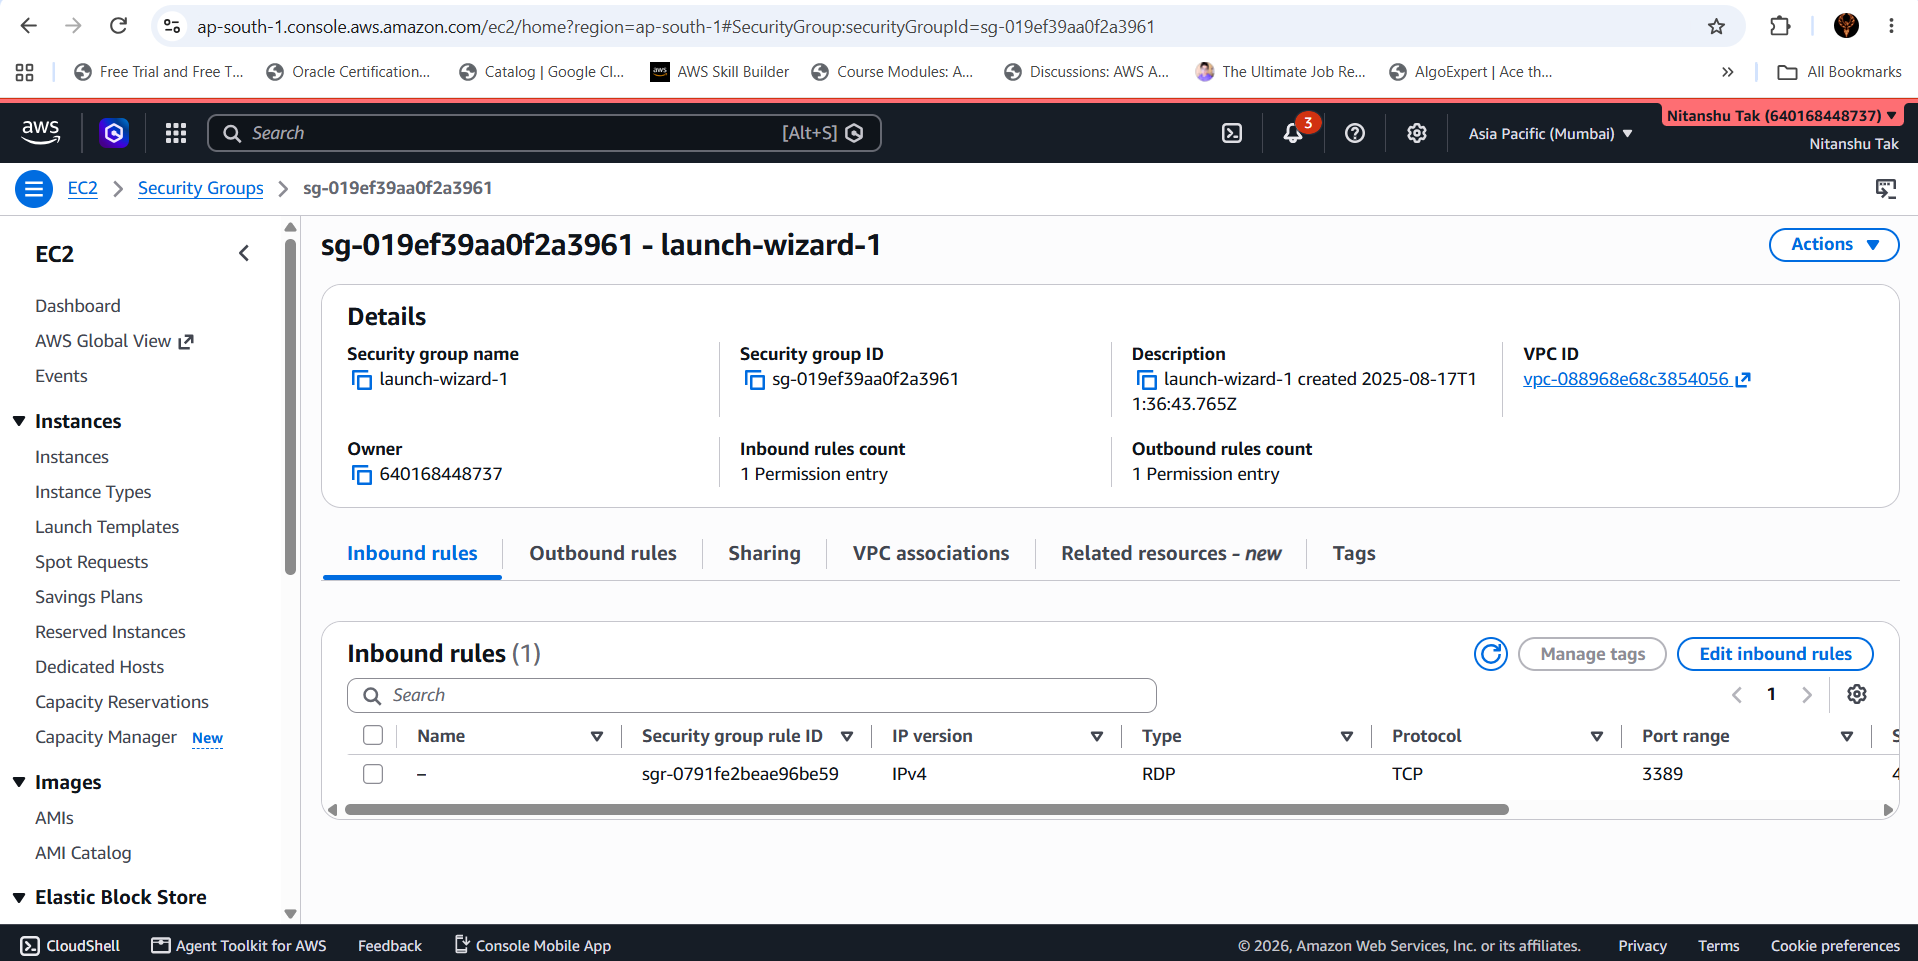 ap-south-1.console.aws.amazon.com/ec2/home?region=ap-south-1#SecurityGroup:securityGroupId=sg-019ef39aa0f2a3961
Free Trial and Free T... Oracle Certification... Catalog | Google Cl... AWS Skill Builder Course Modules: A... Discussions: AWS A... The Ultimate Job Re... AlgoExpert | Ace th... » All Bookmarks
aws Search [Alt+S] 3 Asia Pacific (Mumbai) Nitanshu Tak (640168448737)
Nitanshu Tak
EC2 > Security Groups > sg-019ef39aa0f2a3961
EC2
Dashboard
AWS Global View
Events
Instances
Instances
Instance Types
Launch Templates
Spot Requests
Savings Plans
Reserved Instances
Dedicated Hosts
Capacity Reservations
Capacity Manager New
Images
AMIs
AMI Catalog
Elastic Block Store
sg-019ef39aa0f2a3961 - launch-wizard-1
Actions
Details
Security group name
launch-wizard-1
Security group ID
sg-019ef39aa0f2a3961
Description
launch-wizard-1 created 2025-08-17T1
1:36:43.765Z
VPC ID
vpc-088968e68c3854056
Owner
640168448737
Inbound rules count
1 Permission entry
Outbound rules count
1 Permission entry
Inbound rules Outbound rules Sharing VPC associations Related resources - new Tags
Inbound rules (1)
Manage tags Edit inbound rules
Search
1
Name Security group rule ID IP version Type Protocol Port range
– sgr-0791fe2beae96be59 IPv4 RDP TCP 3389
CloudShell Agent Toolkit for AWS Feedback Console Mobile App © 2026, Amazon Web Services, Inc. or its affiliates. Privacy Terms Cookie preferences